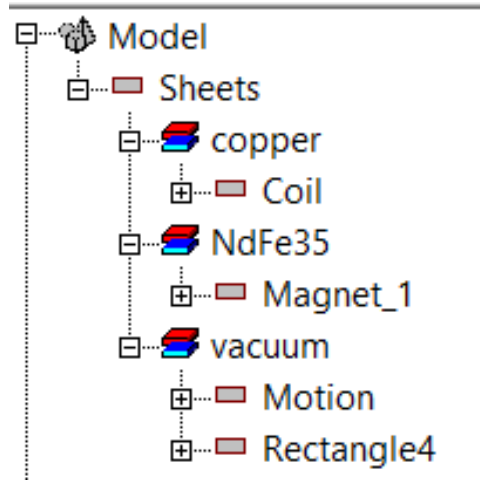 Model
Sheets
copper
Coil
NdFe35
Magnet_1
vacuum
Motion
Rectangle4